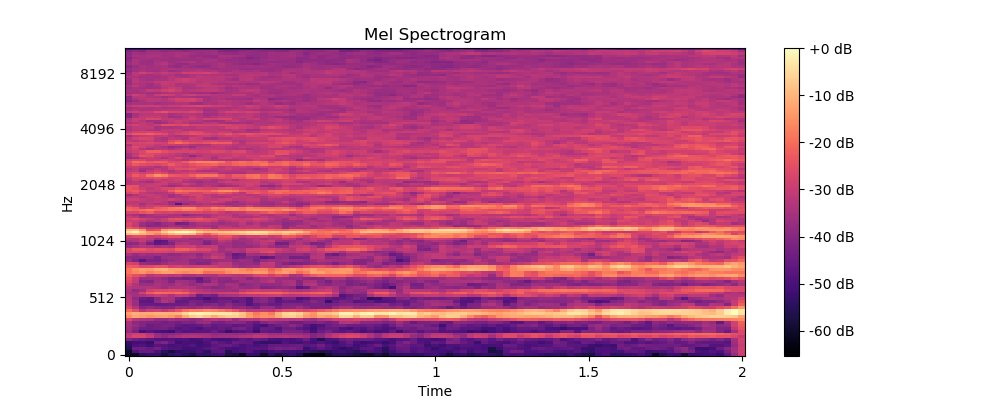 Mel Spectrogram
8192
4096
2048
1024
512
0
Hz
0
0.5
1
1.5
2
Time
+0 dB
-10 dB
-20 dB
-30 dB
-40 dB
-50 dB
-60 dB